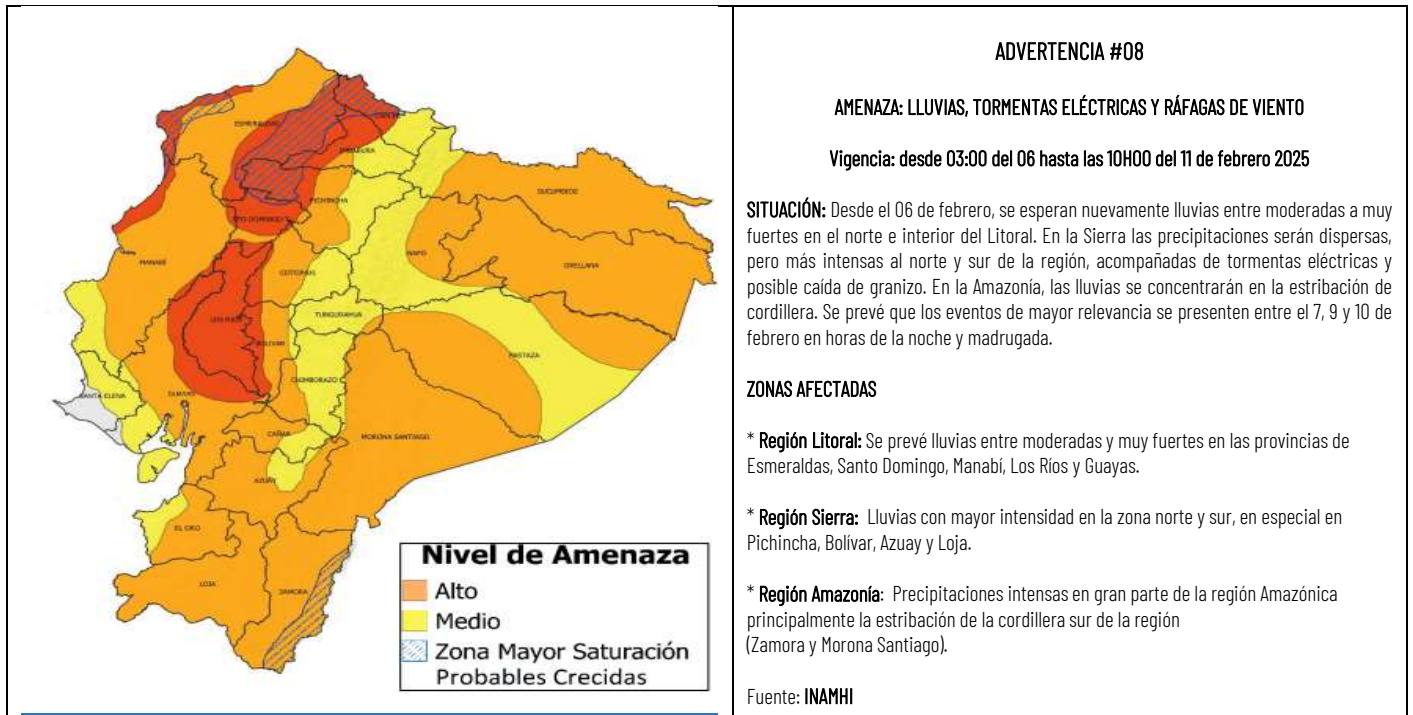 ESMERALDAS
CARCHI
IMBABURA
SUCUMBIOS
PICHINCHA
STO DOMINGO
NAPO
MANABÍ
COTOPAXI
ORELLANA
TUNGURAHUA
LOS RIOS
BOLIVAR
PASTAZA
CHIMBORAZO
SANTA ELENA
GUAYAS
CAÑAR
MORONA SANTIAGO
AZUAY
EL ORO
LOJA
ZAMORA
Nivel de Amenaza
Alto
Medio
Zona Mayor Saturación
Probables Crecidas
ADVERTENCIA #08
AMENAZA: LLUVIAS, TORMENTAS ELÉCTRICAS Y RÁFAGAS DE VIENTO
Vigencia: desde 03:00 del 06 hasta las 10H00 del 11 de febrero 2025
SITUACIÓN: Desde el 06 de febrero, se esperan nuevamente lluvias entre moderadas a muy
fuertes en el norte e interior del Litoral. En la Sierra las precipitaciones serán dispersas,
pero más intensas al norte y sur de la región, acompañadas de tormentas eléctricas y
posible caída de granizo. En la Amazonía, las lluvias se concentrarán en la estribación de
cordillera. Se prevé que los eventos de mayor relevancia se presenten entre el 7, 9 y 10 de
febrero en horas de la noche y madrugada.
ZONAS AFECTADAS
* Región Litoral: Se prevé lluvias entre moderadas y muy fuertes en las provincias de
Esmeraldas, Santo Domingo, Manabí, Los Ríos y Guayas.
* Región Sierra: Lluvias con mayor intensidad en la zona norte y sur, en especial en
Pichincha, Bolívar, Azuay y Loja.
* Región Amazonía: Precipitaciones intensas en gran parte de la región Amazónica
principalmente la estribación de la cordillera sur de la región
(Zamora y Morona Santiago).
Fuente: INAMHI